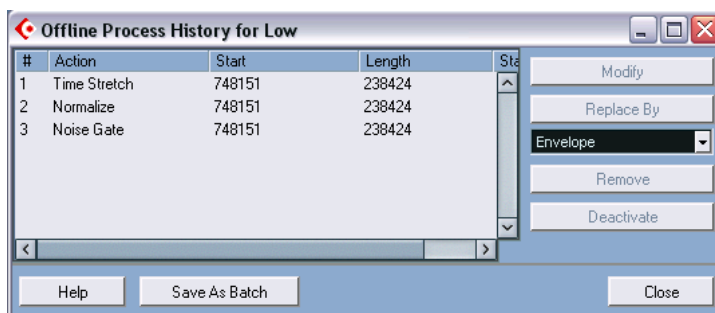 Offline Process History for Low
# Action Start Length Sta
1 Time Stretch 748151 238424
2 Normalize 748151 238424
3 Noise Gate 748151 238424
Modify
Replace By
Envelope
Remove
Deactivate
Help Save As Batch Close